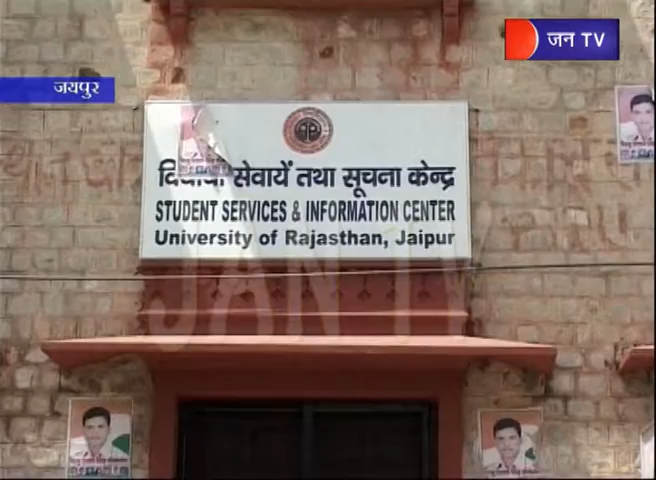 जन TV
जयपुर
सेवायें तथा सूचना केन्द्र
STUDENT SERVICES & INFORMATION CENTER
University of Rajasthan, Jaipur
JAN TV